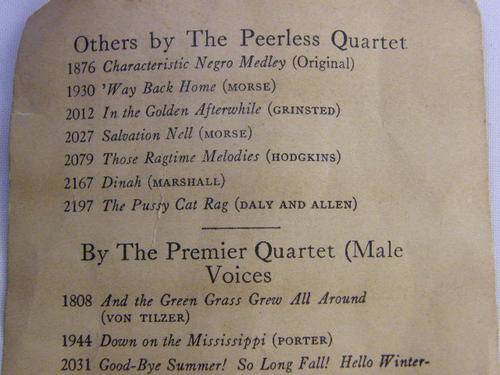 Others by The Peerless Quartet
1876 Characteristic Negro Medley (Original)
1930 'Way Back Home (MORSE)
2012 In the Golden Afterwhile (GRINSTED)
2027 Salvation Nell (MORSE)
2079 Those Ragtime Melodies (HODGKINS)
2167 Dinah (MARSHALL)
2197 The Pussy Cat Rag (DALY AND ALLEN)
By The Premier Quartet (Male
Voices
1808 And the Green Grass Grew All Around
(VON TILZER)
1944 Down on the Mississippi (PORTER)
2031 Good-Bye Summer! So Long Fall! Hello Winter-